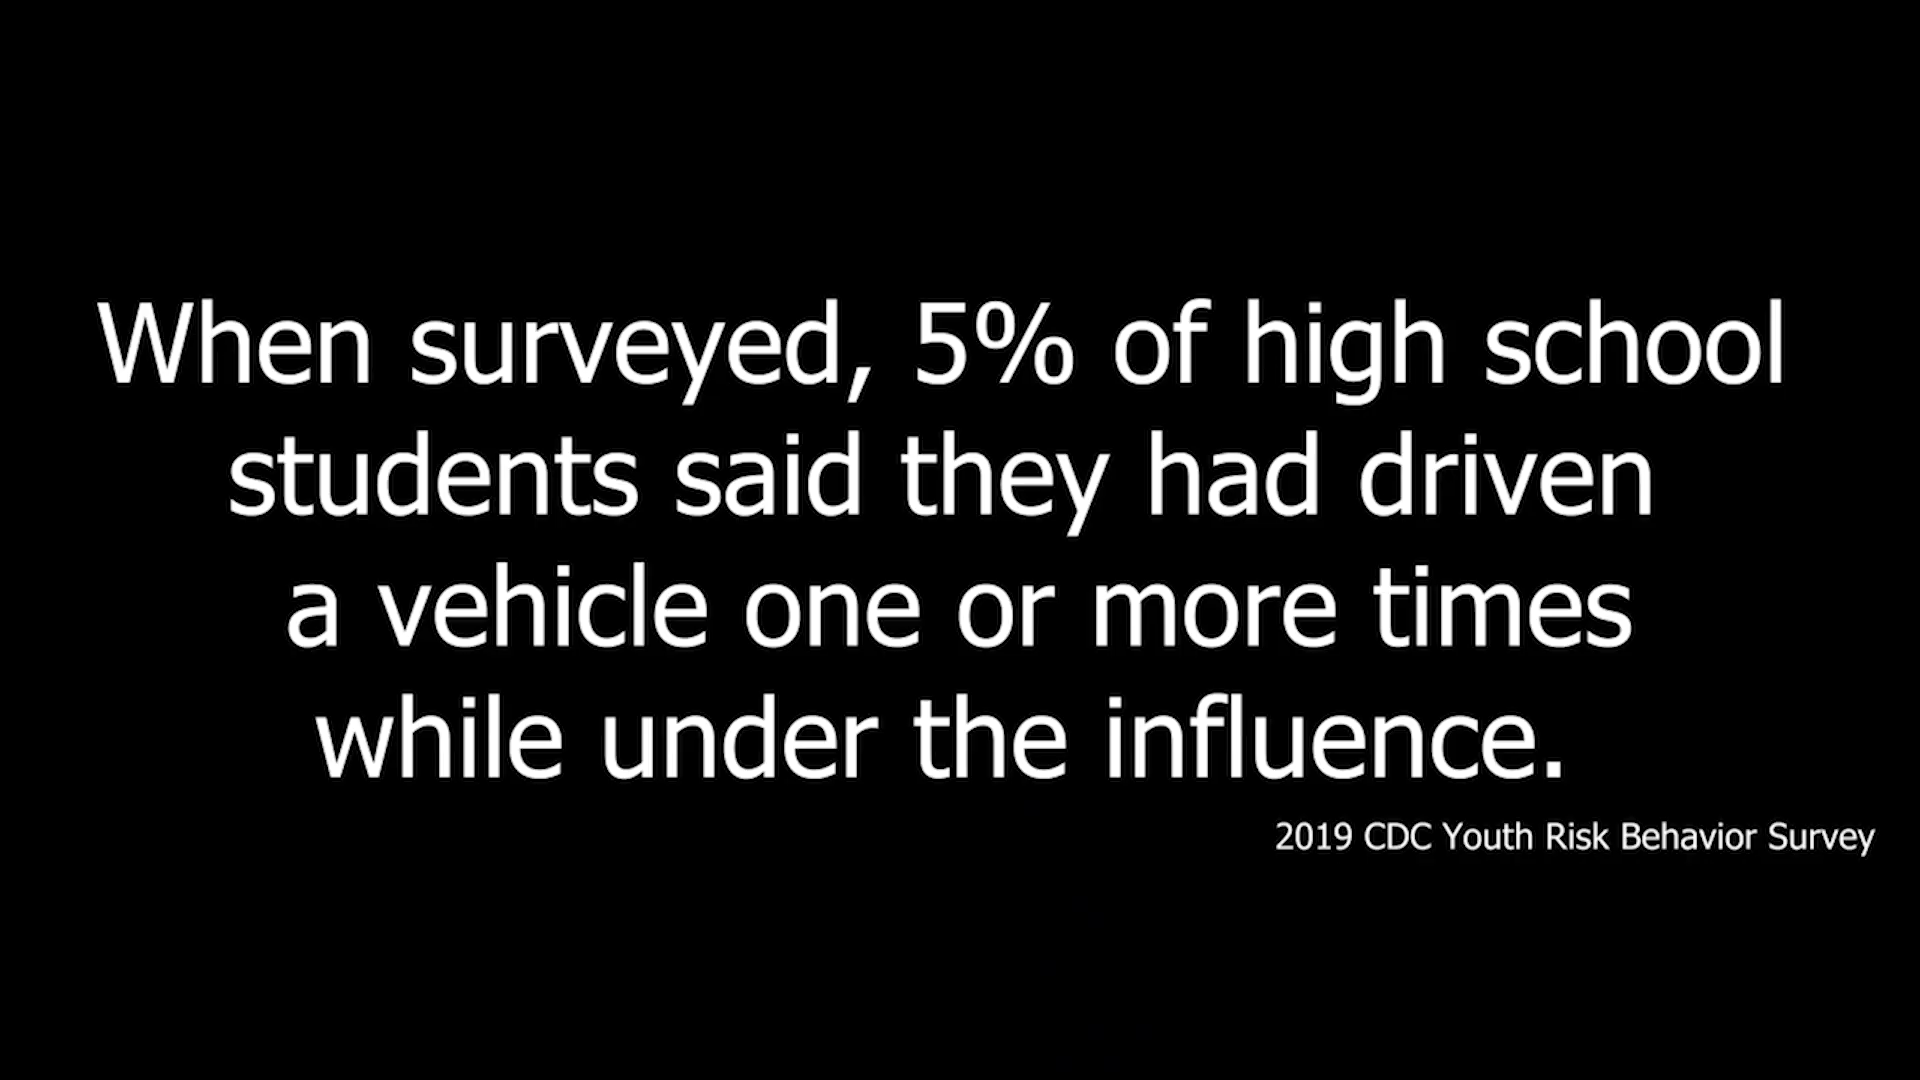 When surveyed, 5% of high school
students said they had driven
a vehicle one or more times
while under the influence.
2019 CDC Youth Risk Behavior Survey